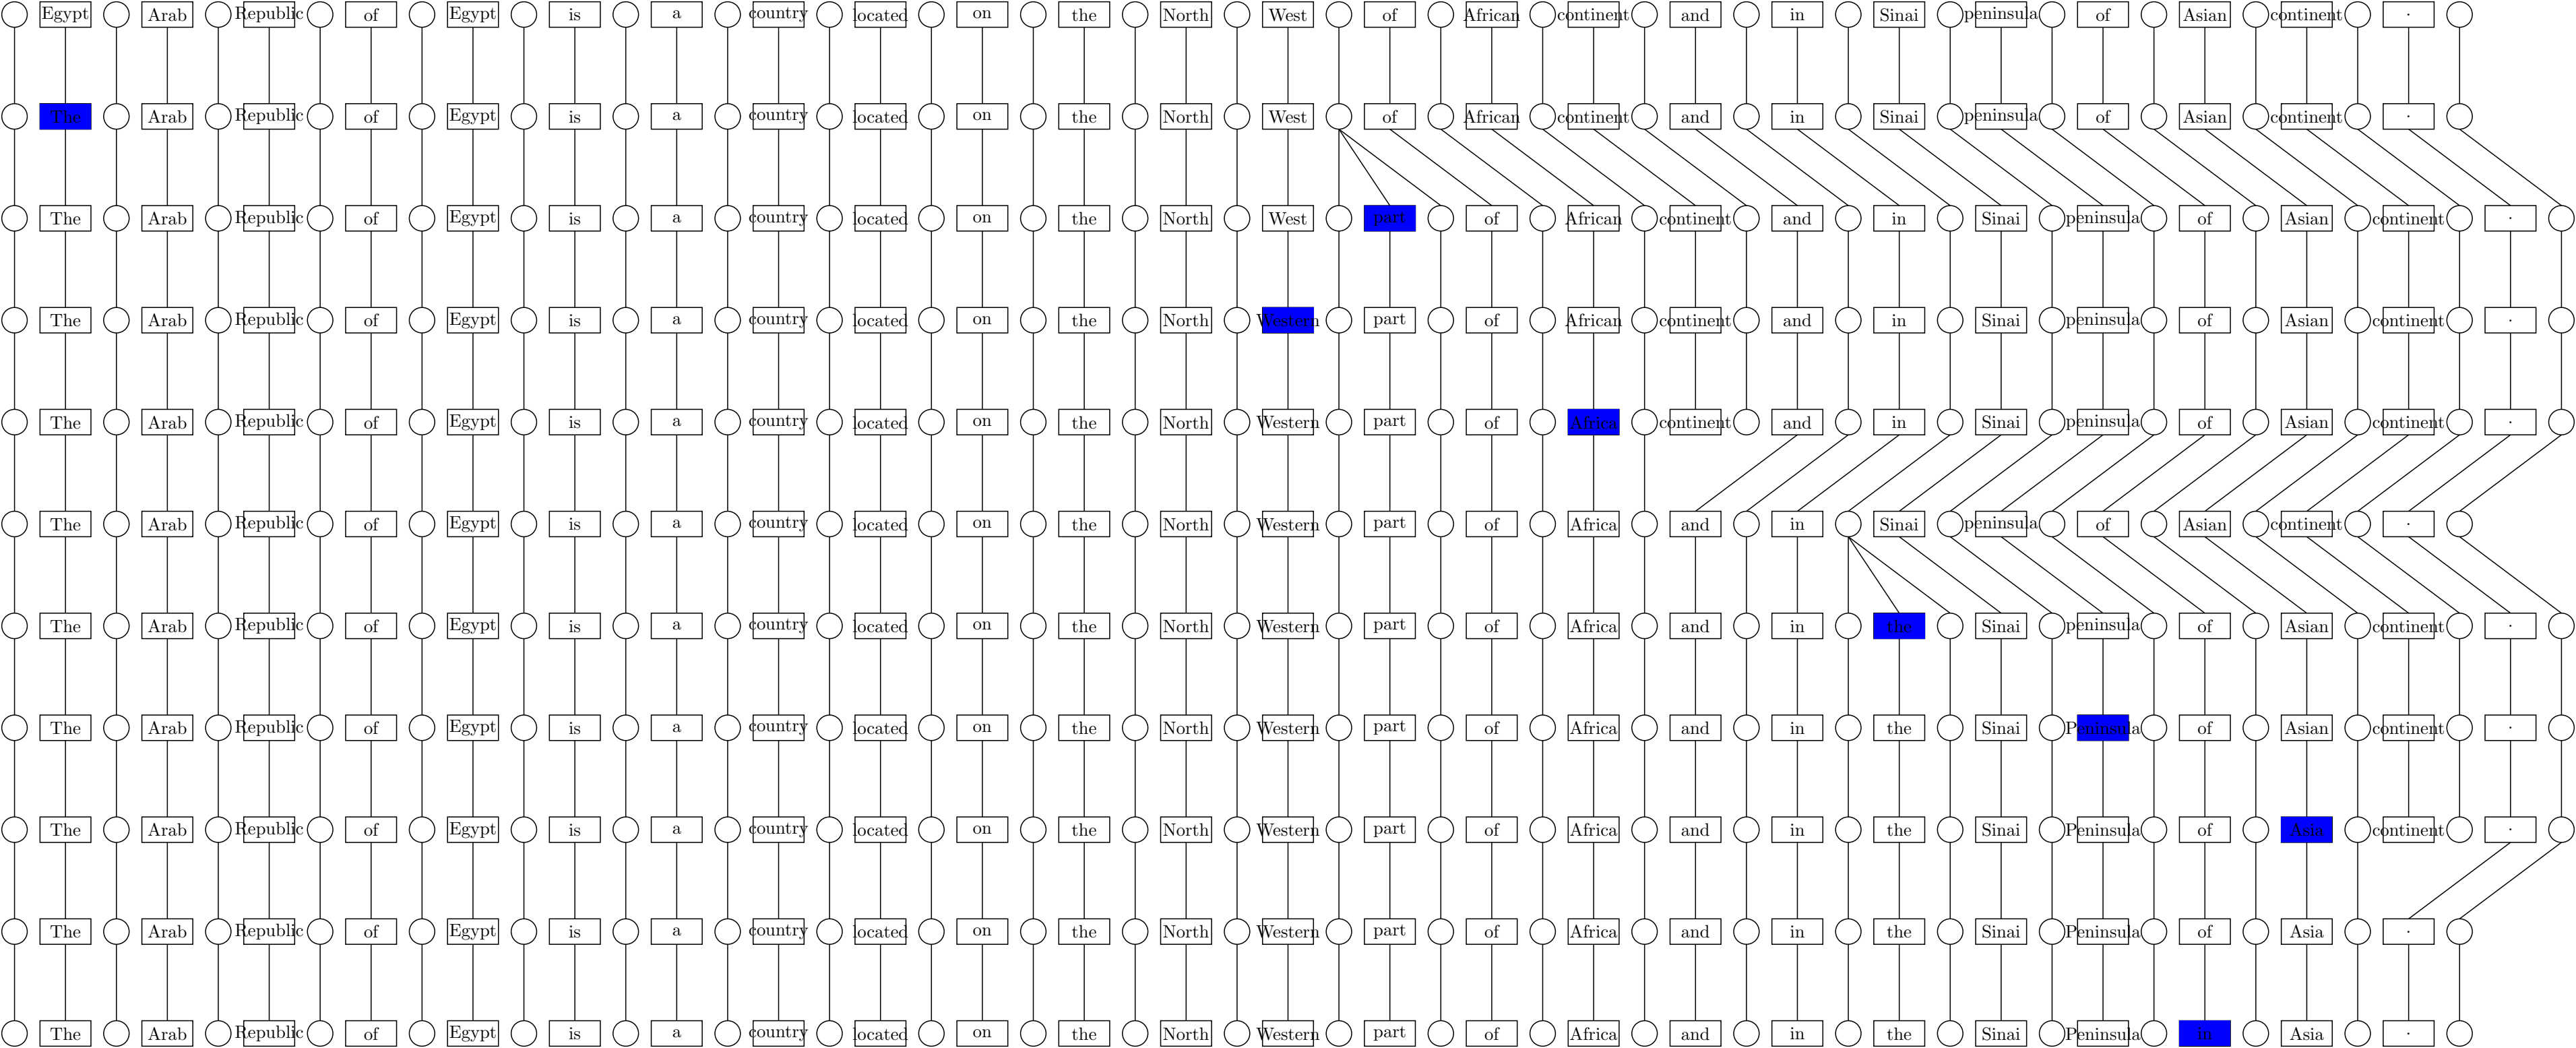 Egypt Arab Republic of Egypt is a country located on the North West of African continent and in Sinai peninsula of Asian continent .
The Arab Republic of Egypt is a country located on the North West of African continent and in Sinai peninsula of Asian continent .
The Arab Republic of Egypt is a country located on the North West part of African continent and in Sinai peninsula of Asian continent .
The Arab Republic of Egypt is a country located on the North Western part of African continent and in Sinai peninsula of Asian continent .
The Arab Republic of Egypt is a country located on the North Western part of Africa continent and in Sinai peninsula of Asian continent .
The Arab Republic of Egypt is a country located on the North Western part of Africa and in Sinai peninsula of Asian continent .
The Arab Republic of Egypt is a country located on the North Western part of Africa and in the Sinai peninsula of Asian continent .
The Arab Republic of Egypt is a country located on the North Western part of Africa and in the Sinai Peninsula of Asian continent .
The Arab Republic of Egypt is a country located on the North Western part of Africa and in the Sinai Peninsula of Asia continent .
The Arab Republic of Egypt is a country located on the North Western part of Africa and in the Sinai Peninsula of Asia .
The Arab Republic of Egypt is a country located on the North Western part of Africa and in the Sinai Peninsula in Asia .